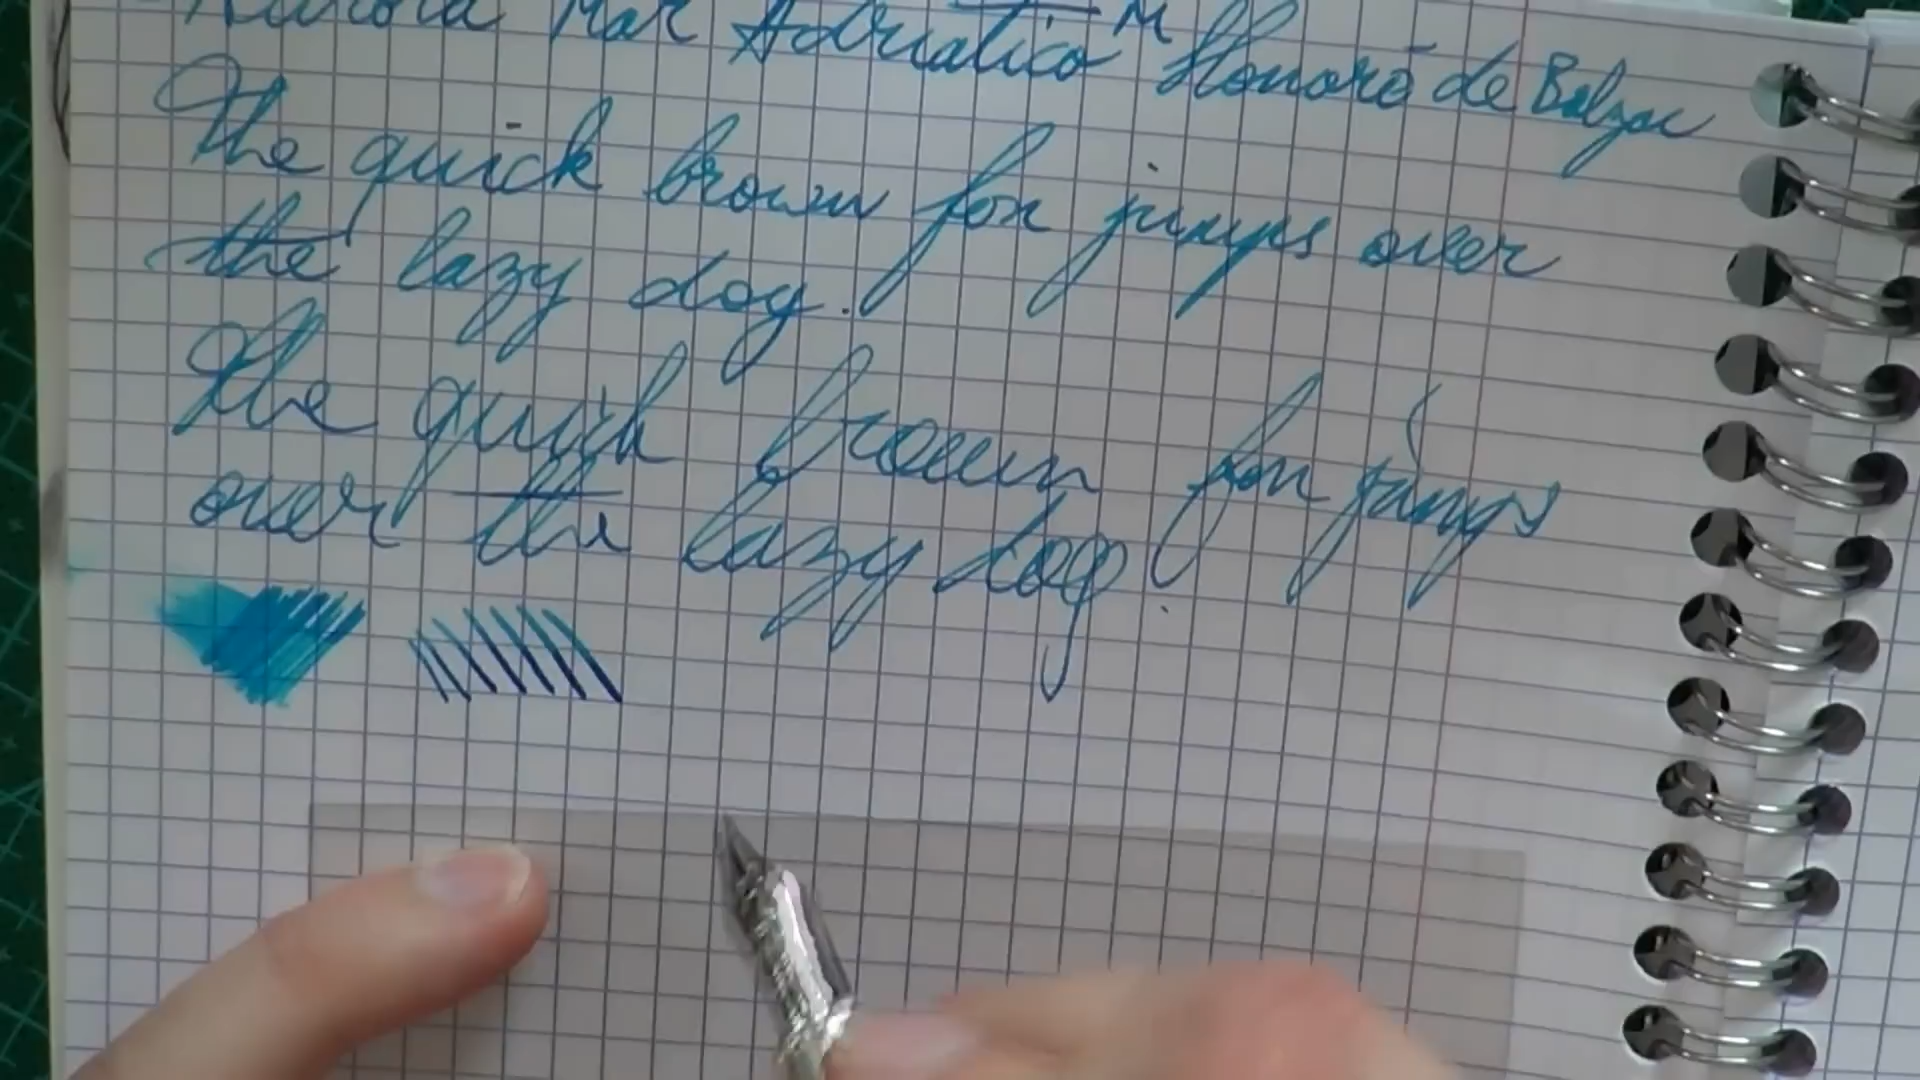 Aurora Mar Adriatico M Honoré de Balzac
The quick brown fox jumps over
the lazy dog.
The quick brown fox jumps
over the lazy dog.